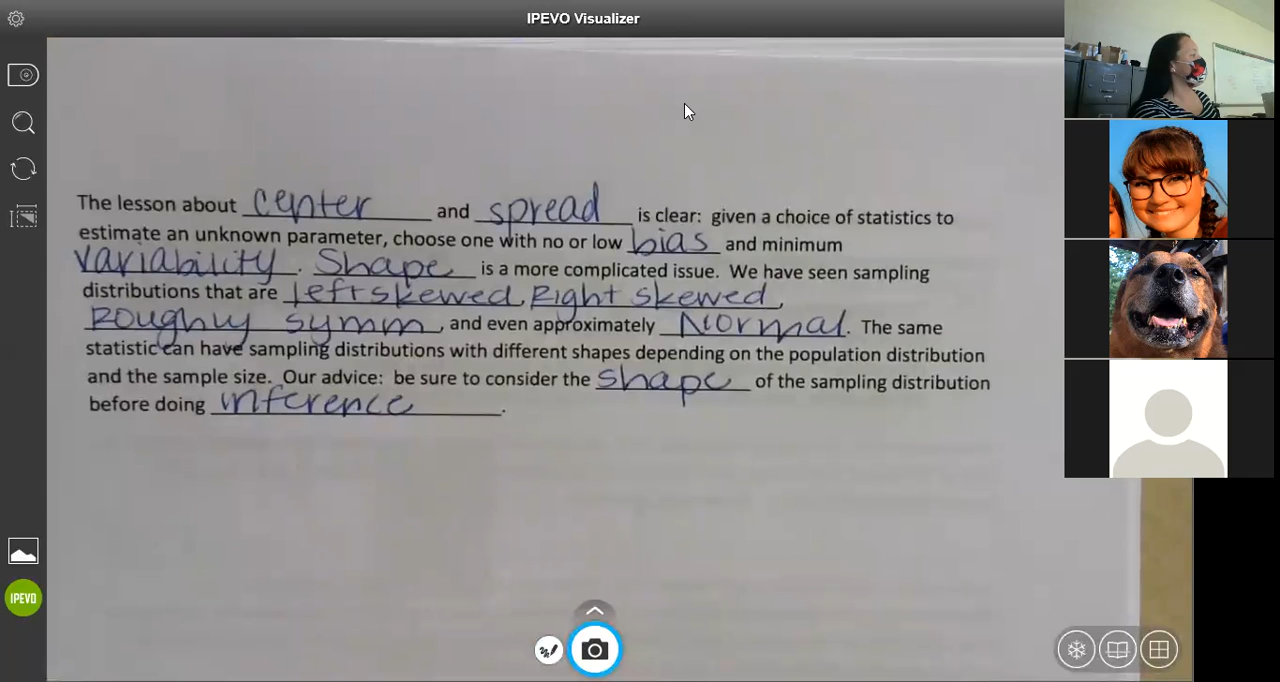 IPEVO Visualizer
The lesson about center and spread is clear: given a choice of statistics to
estimate an unknown parameter, choose one with no or low bias and minimum
variability. Shape is a more complicated issue. We have seen sampling
distributions that are left skewed, Right skewed,
Roughly symm, and even approximately Normal. The same
statistic can have sampling distributions with different shapes depending on the population distribution
and the sample size. Our advice: be sure to consider the shape of the sampling distribution
before doing inference.
IPEVO